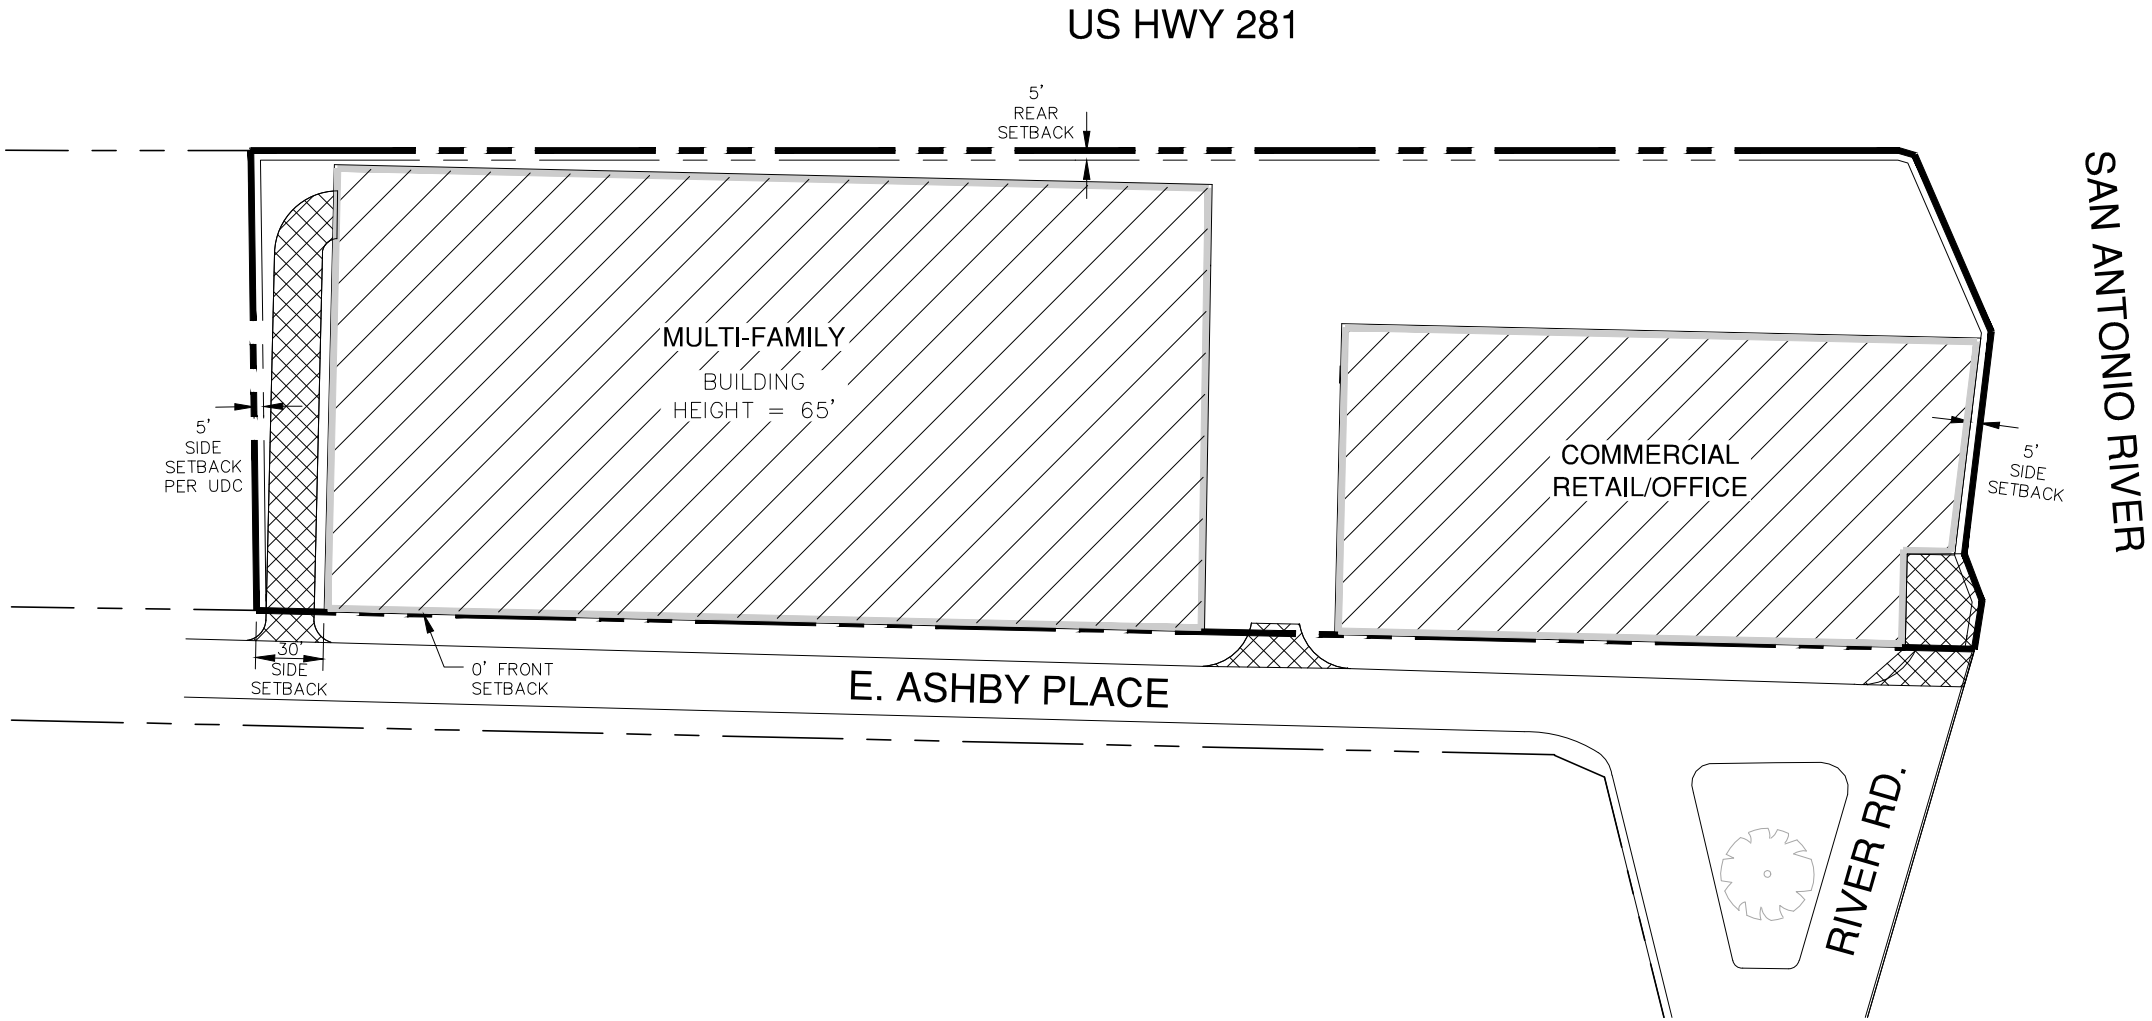 US HWY 281
5'
REAR
SETBACK
SAN ANTONIO RIVER
MULTI-FAMILY
BUILDING
HEIGHT = 65'
5'
SIDE
SETBACK
PER UDC
COMMERCIAL
RETAIL/OFFICE
5'
SIDE
SETBACK
30'
SIDE
SETBACK
0' FRONT
SETBACK
E. ASHBY PLACE
RIVER RD.